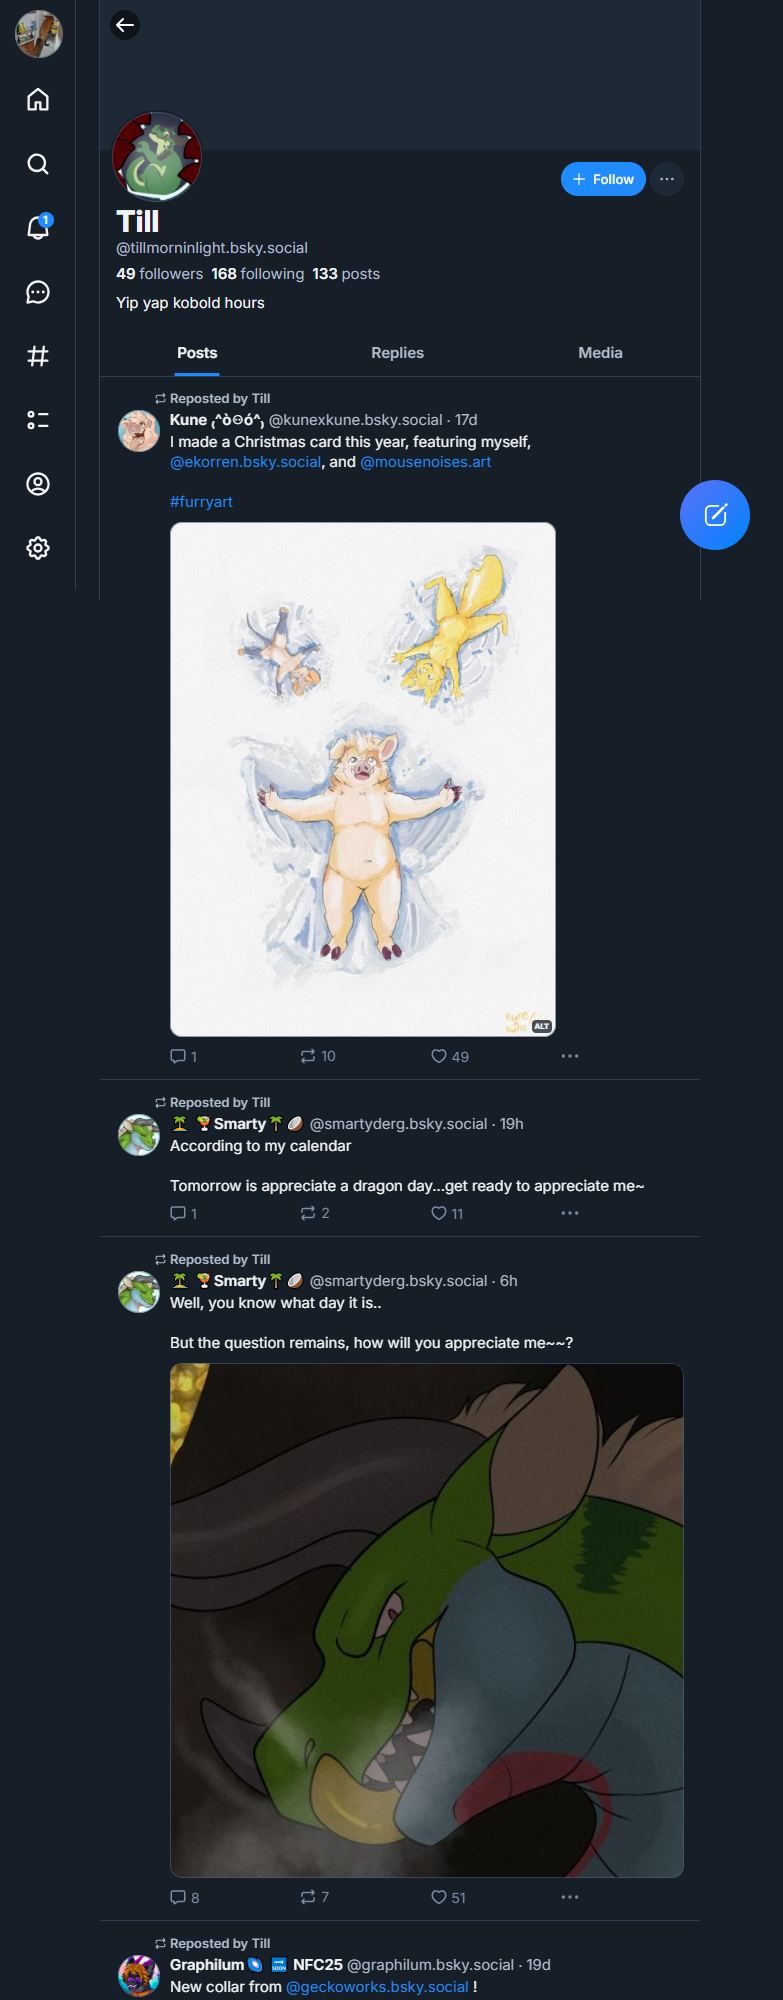 1
Follow
Till
@tillmorninlight.bsky.social
49 followers 168 following 133 posts
Yip yap kobold hours
Posts Replies Media
Reposted by Till
Kune ₍^ò⚇ó^₎ @kunexkune.bsky.social · 17d
I made a Christmas card this year, featuring myself,
@ekorren.bsky.social, and @mousenoises.art
#furryart
ALT
1 10 49
Reposted by Till
🏝️ 🍹Smarty🌴🥥 @smartyderg.bsky.social · 19h
According to my calendar
Tomorrow is appreciate a dragon day...get ready to appreciate me~
1 2 11
Reposted by Till
🏝️ 🍹Smarty🌴🥥 @smartyderg.bsky.social · 6h
Well, you know what day it is..
But the question remains, how will you appreciate me~~?
8 7 51
Reposted by Till
Graphilum 🔜 NFC25 @graphilum.bsky.social · 19d
New collar from @geckoworks.bsky.social !